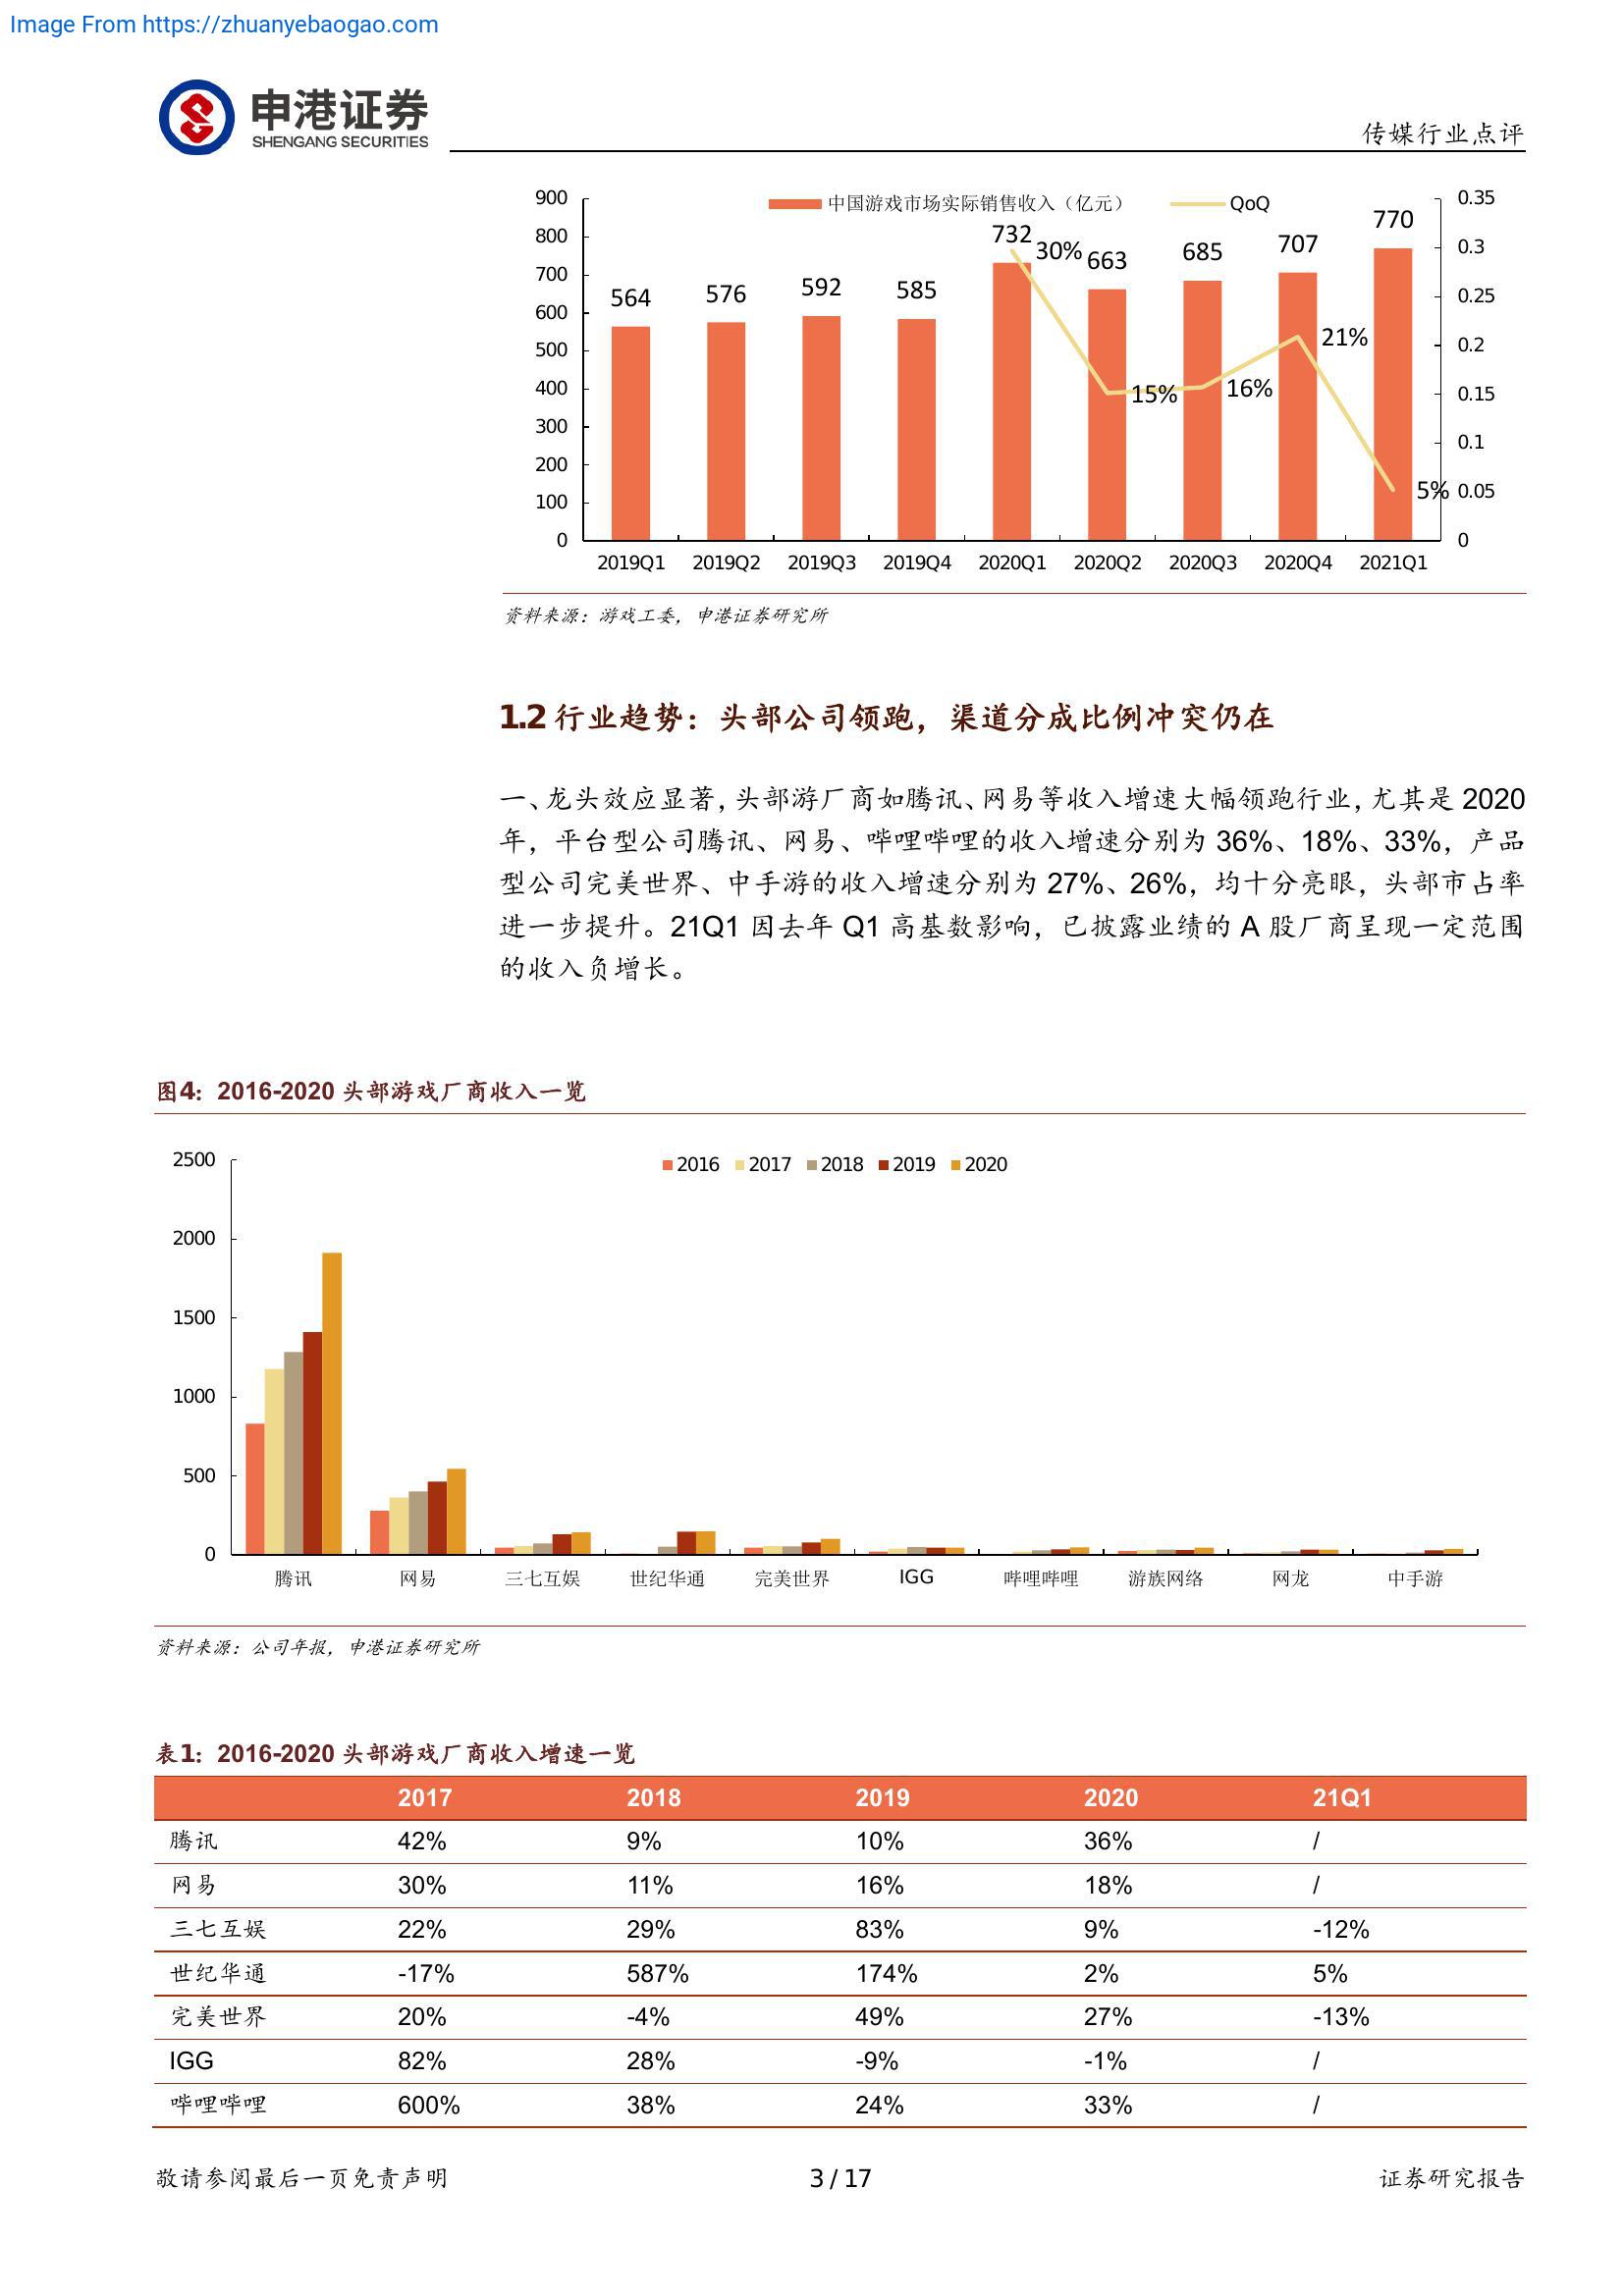 Image From https://zhuanyebaogao.com
申港证券
SHENGANG SECURITIES
传媒行业点评
中国游戏市场实际销售收入（亿元） QoQ
900
800
700
600
500
400
300
200
100
0
0.35
0.3
0.25
0.2
0.15
0.1
0.05
0
564
576
592
585
732
663
685
707
770
30%
15%
16%
21%
5%
2019Q1 2019Q2 2019Q3 2019Q4 2020Q1 2020Q2 2020Q3 2020Q4 2021Q1
资料来源：游戏工委，申港证券研究所
1.2 行业趋势：头部公司领跑，渠道分成比例冲突仍在
一、龙头效应显著，头部游厂商如腾讯、网易等收入增速大幅领跑行业，尤其是 2020
年，平台型公司腾讯、网易、哔哩哔哩的收入增速分别为 36%、18%、33%，产品
型公司完美世界、中手游的收入增速分别为 27%、26%，均十分亮眼，头部市占率
进一步提升。21Q1 因去年 Q1 高基数影响，已披露业绩的 A 股厂商呈现一定范围
的收入负增长。
图4：2016-2020 头部游戏厂商收入一览
2016 2017 2018 2019 2020
2500
2000
1500
1000
500
0
腾讯 网易 三七互娱 世纪华通 完美世界 IGG 哔哩哔哩 游族网络 网龙 中手游
资料来源：公司年报，申港证券研究所
表1：2016-2020 头部游戏厂商收入增速一览
2017 2018 2019 2020 21Q1
腾讯 42% 9% 10% 36% /
网易 30% 11% 16% 18% /
三七互娱 22% 29% 83% 9% -12%
世纪华通 -17% 587% 174% 2% 5%
完美世界 20% -4% 49% 27% -13%
IGG 82% 28% -9% -1% /
哔哩哔哩 600% 38% 24% 33% /
敬请参阅最后一页免责声明 3 / 17 证券研究报告